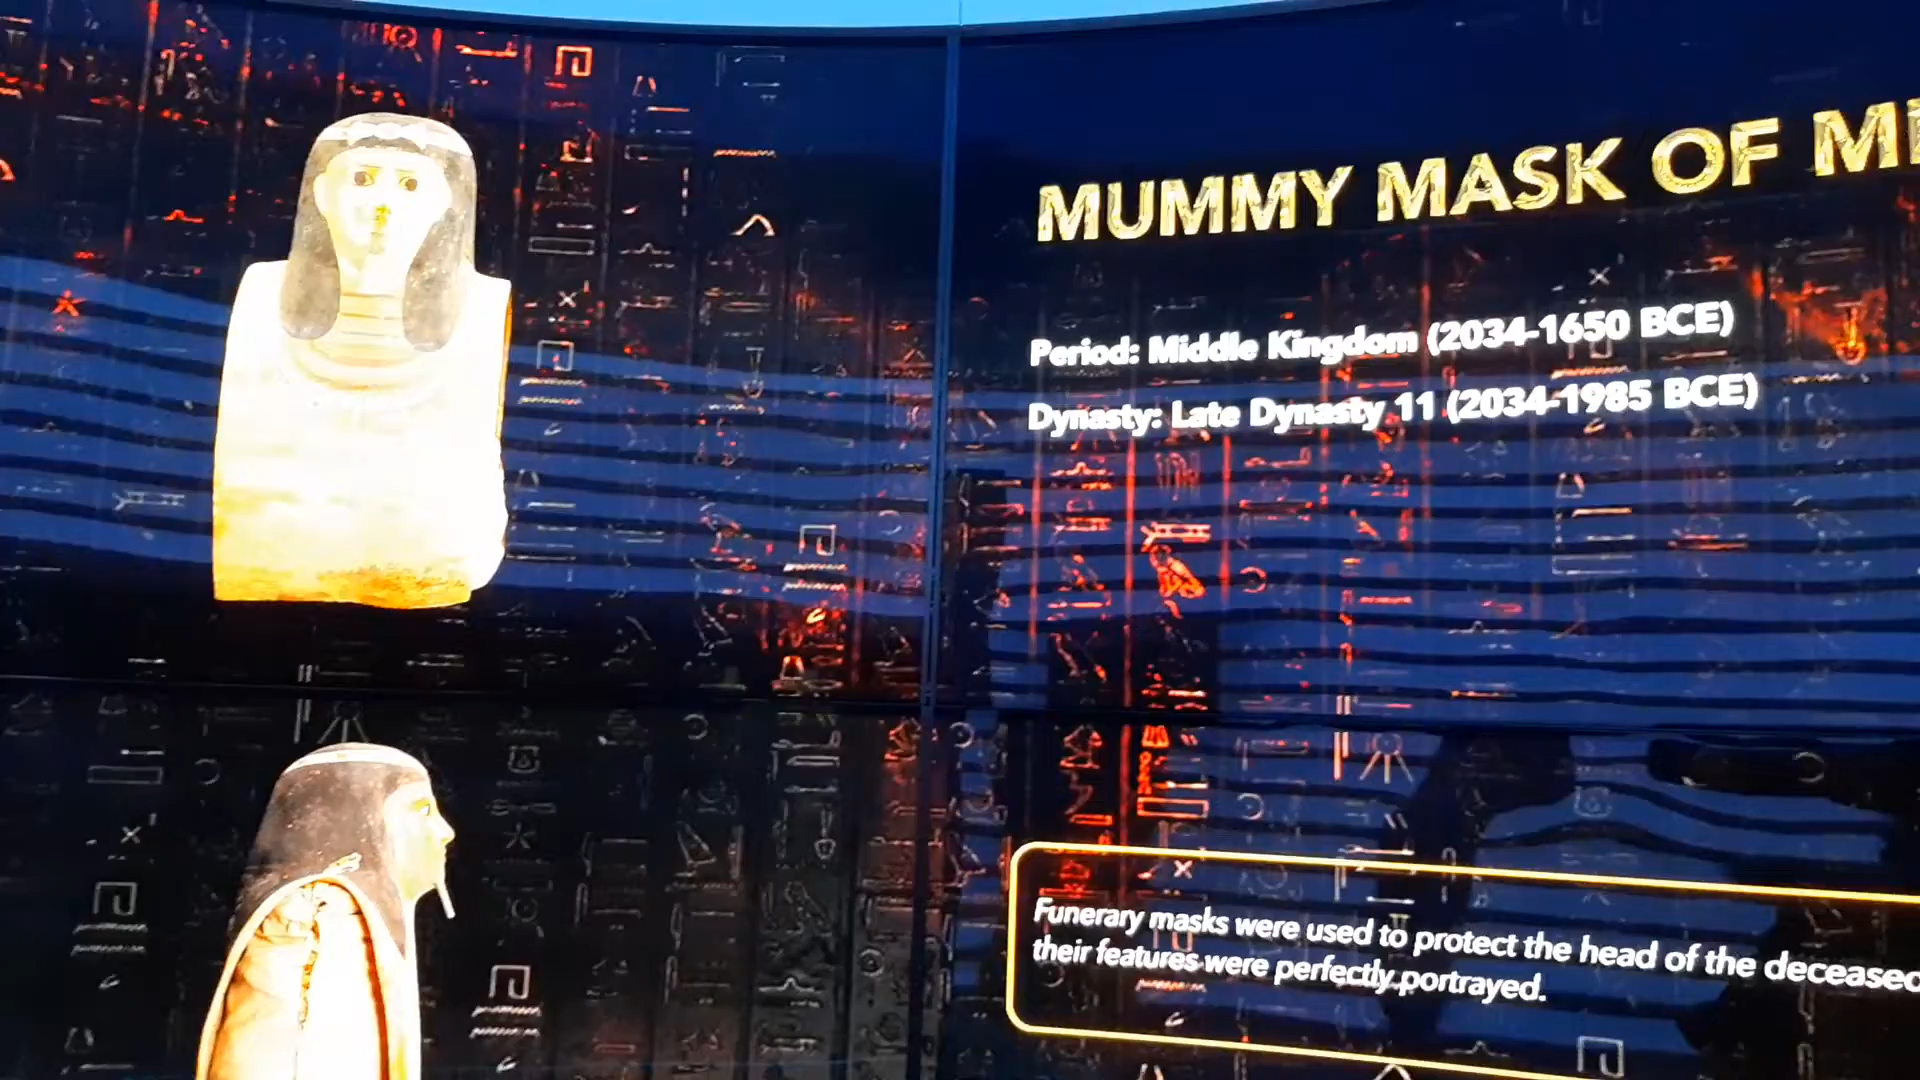 MUMMY MASK OF
Period: Middle Kingdom (2034-1650 BCE)
Dynasty: Late Dynasty 11 (2034-1985 BCE)
Funerary masks were used to protect the head of the deceased
their features were perfectly portrayed.